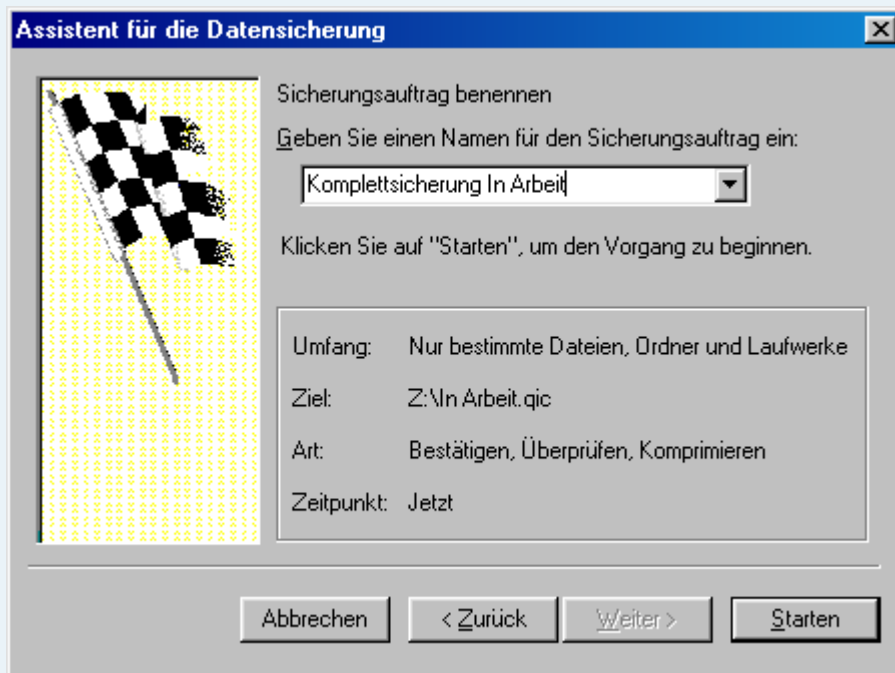 Assistent für die Datensicherung
Sicherungsauftrag benennen
Geben Sie einen Namen für den Sicherungsauftrag ein:
Komplettsicherung In Arbeit
Klicken Sie auf "Starten", um den Vorgang zu beginnen.
Umfang: Nur bestimmte Dateien, Ordner und Laufwerke
Ziel: Z:\In Arbeit.qic
Art: Bestätigen, Überprüfen, Komprimieren
Zeitpunkt: Jetzt
Abbrechen < Zurück Weiter > Starten